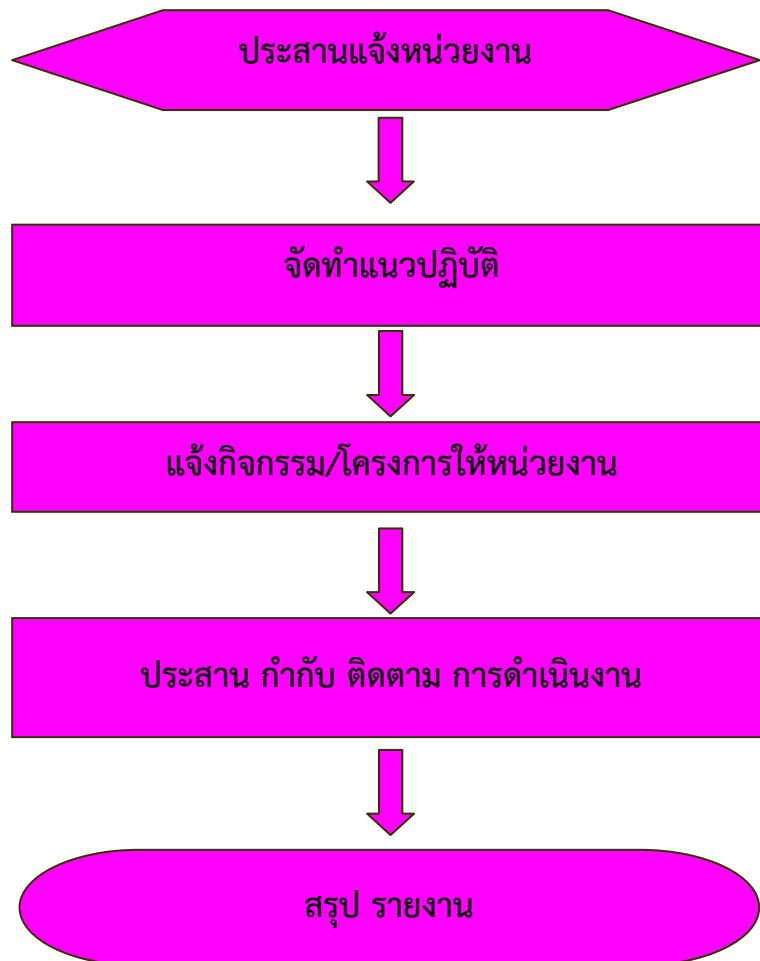 ประสานแจ้งหน่วยงาน
จัดทำแนวปฏิบัติ
แจ้งกิจกรรม/โครงการให้หน่วยงาน
ประสาน กำกับ ติดตาม การดำเนินงาน
สรุป รายงาน